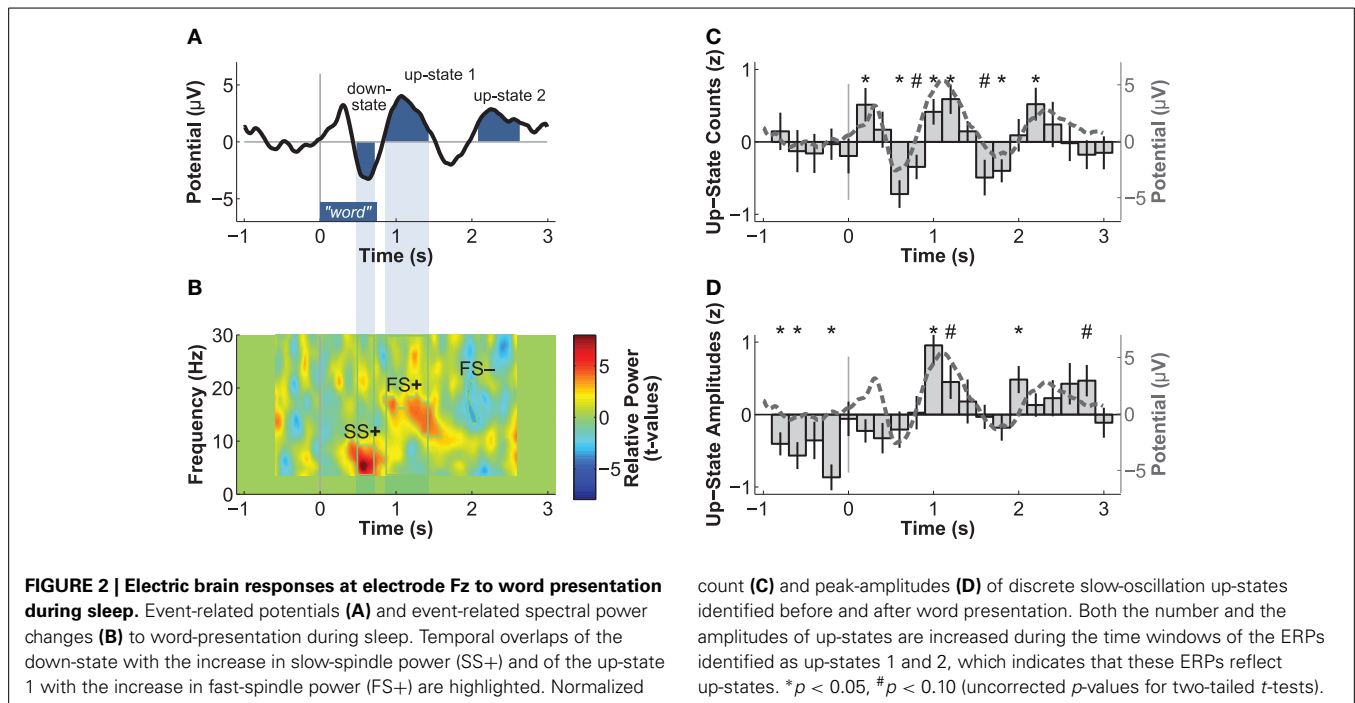 A
Potential (µV)
5
0
−5
down-
state
up-state 1
up-state 2
"word"
−1
0
1
2
3
Time (s)
B
Frequency (Hz)
30
20
10
0
SS+
FS+
FS−
−1
0
1
2
3
Time (s)
5
0
−5
Relative Power
(t-values)
C
Up−State Counts (z)
1
0
−1
* * # * * # * *
5
0
−5
Potential (µV)
−1
0
1
2
3
Time (s)
D
Up−State Amplitudes (z)
1
0
−1
* * * * # * #
5
0
−5
Potential (µV)
−1
0
1
2
3
Time (s)
FIGURE 2 | Electric brain responses at electrode Fz to word presentation
during sleep. Event-related potentials (A) and event-related spectral power
changes (B) to word-presentation during sleep. Temporal overlaps of the
down-state with the increase in slow-spindle power (SS+) and of the up-state
1 with the increase in fast-spindle power (FS+) are highlighted. Normalized
count (C) and peak-amplitudes (D) of discrete slow-oscillation up-states
identified before and after word presentation. Both the number and the
amplitudes of up-states are increased during the time windows of the ERPs
identified as up-states 1 and 2, which indicates that these ERPs reflect
up-states. *p < 0.05, #p < 0.10 (uncorrected p-values for two-tailed t-tests).